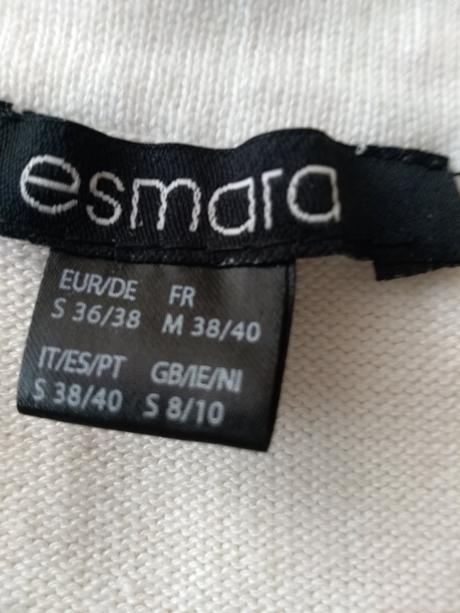 esmara
EUR/DE FR
S 36/38 M 38/40
IT/ES/PT GB/IE/NI
S 38/40 S 8/10